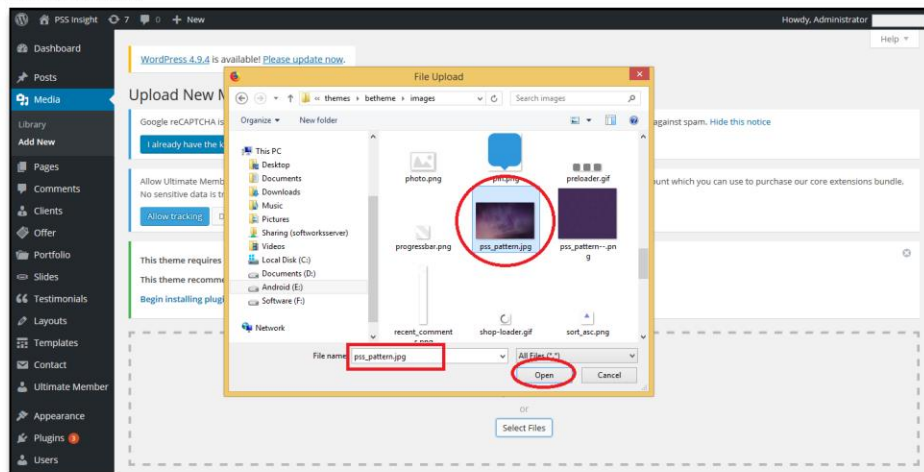 PSS Insight 7 0 + New Howdy, Administrator
Help
Dashboard
Posts
Media
Library
Add New
Pages
Comments
Clients
Offer
Portfolio
Slides
Testimonials
Layouts
Templates
Contact
Ultimate Member
Appearance
Plugins 3
Users
WordPress 4.9.4 is available! Please update now.
Upload New M
Google reCAPTCHA is
against spam. Hide this notice
I already have the k
Allow Ultimate Memb
unt which you can use to purchase our core extensions bundle.
No sensitive data is tr
Allow tracking D
This theme requires
This theme recomme
Begin installing plugi
File Upload
« themes › betheme › images
Search images
Organize New folder
This PC
Desktop
Documents
Downloads
Music
Pictures
Sharing (softworksserver)
Videos
Local Disk (C:)
Documents (D:)
Android (E:)
Software (F:)
Network
photo.png
pin.png
preloader.gif
progressbar.png
pss_pattern.jpg
pss_pattern--.pn
g
recent_comment
s.png
shop-loader.gif
sort_asc.png
File name: pss_pattern.jpg
All Files (*.*)
Open Cancel
or
Select Files